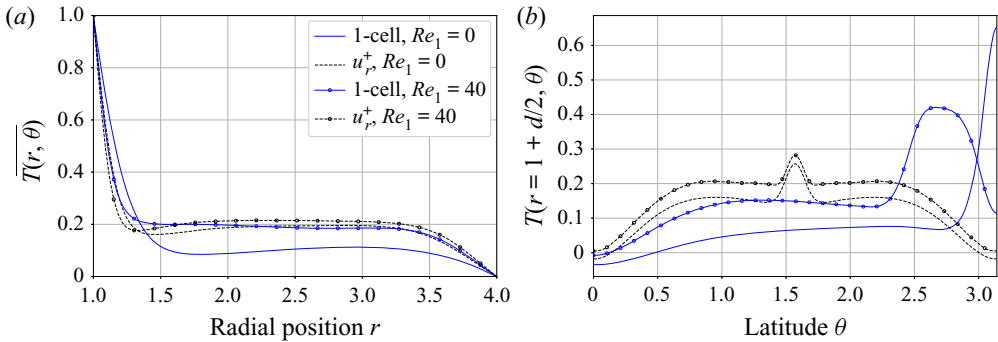 (a)
1.0
0.8
0.6
0.4
0.2
0
T(r, θ)
1-cell, Re1 = 0
u_r^+, Re1 = 0
1-cell, Re1 = 40
u_r^+, Re1 = 40
1.0 1.5 2.0 2.5 3.0 3.5 4.0
Radial position r
(b)
0.6
0.5
0.4
0.3
0.2
0.1
0
T(r = 1 + d/2, θ)
0 0.5 1.0 1.5 2.0 2.5 3.0
Latitude θ